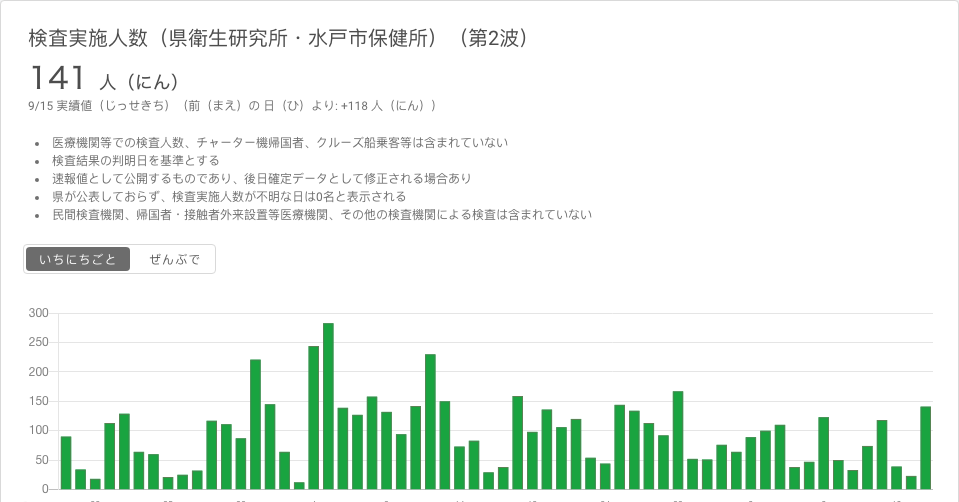 検査実施人数（県衛生研究所・水戸市保健所）（第2波）
141 人（にん）
9/15 実績値（じっせきち）（前（まえ）の 日（ひ）より: +118 人（にん））
• 医療機関等での検査人数、チャーター機帰国者、クルーズ船乗客等は含まれていない
• 検査結果の判明日を基準とする
• 速報値として公開するものであり、後日確定データとして修正される場合あり
• 県が公表しておらず、検査実施人数が不明な日は0名と表示される
• 民間検査機関、帰国者・接触者外来設置等医療機関、その他の検査機関による検査は含まれていない
いちにちごと ぜんぶで
300
250
200
150
100
50
0